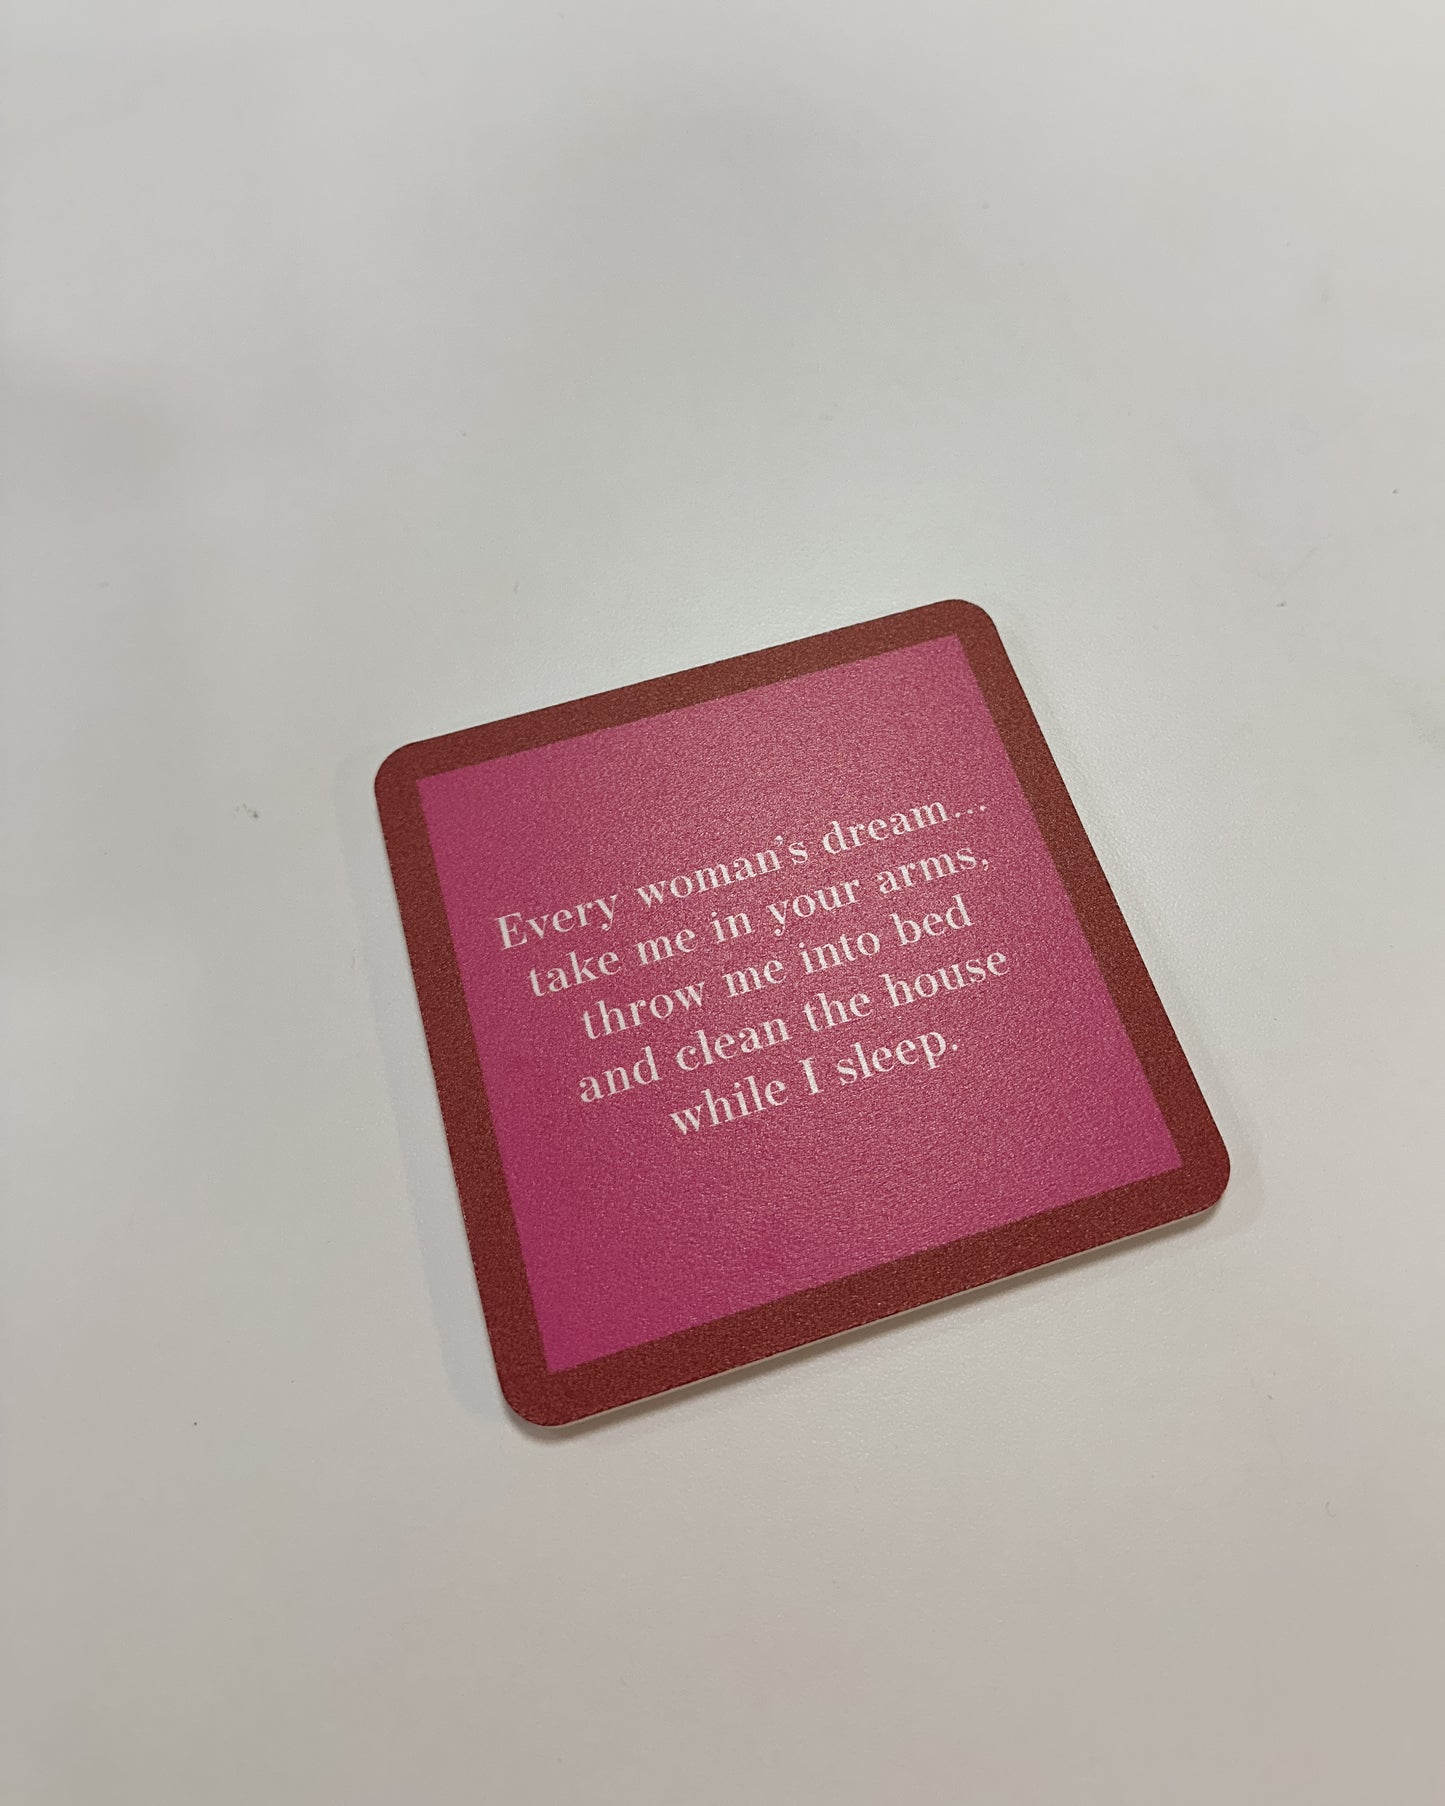 Every woman's dream...
take me in your arms,
throw me into bed
and clean the house
while I sleep.